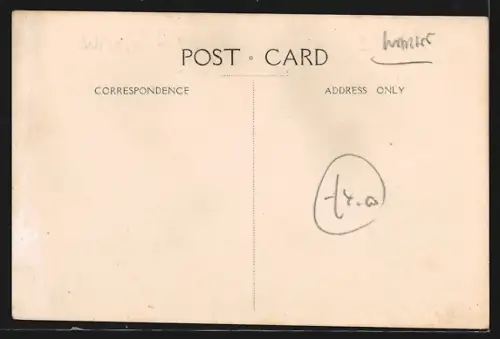 POST CARD
CORRESPONDENCE
ADDRESS ONLY